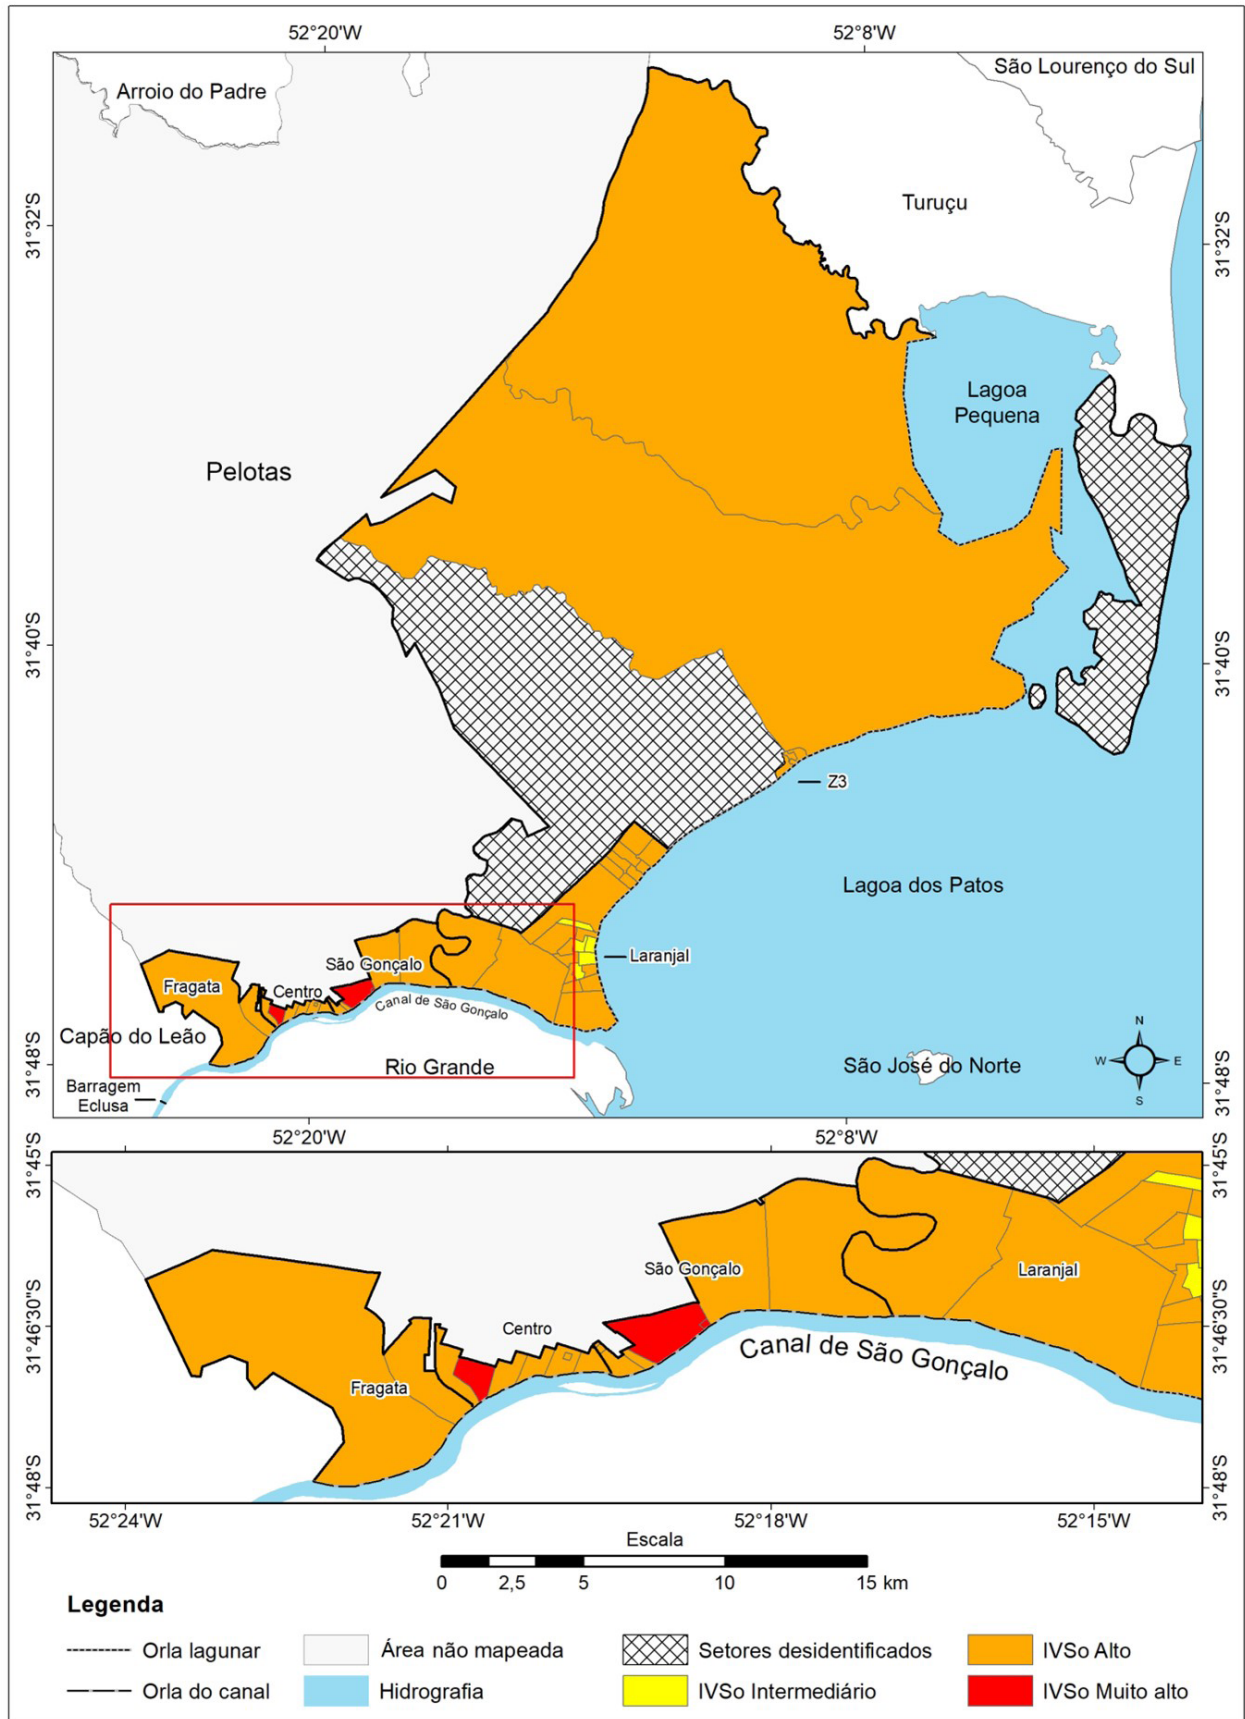 52°20'W
52°8'W
São Lourenço do Sul
Arroio do Padre
Turuçu
31°32'S
31°32'S
Lagoa
Pequena
Pelotas
31°40'S
31°40'S
Z3
Lagoa dos Patos
Laranjal
São Gonçalo
Fragata
Centro
Canal de São Gonçalo
Capão do Leão
Rio Grande
São José do Norte
N
W
E
S
31°48'S
31°48'S
Barragem
Eclusa
52°20'W
52°8'W
31°45'S
31°45'S
São Gonçalo
Laranjal
31°46'30"S
31°46'30"S
Centro
Canal de São Gonçalo
Fragata
31°48'S
31°48'S
52°24'W
52°21'W
52°18'W
52°15'W
Escala
0
2,5
5
10
15 km
Legenda
Orla lagunar
Área não mapeada
Setores desidentificados
IVSo Alto
Orla do canal
Hidrografia
IVSo Intermediário
IVSo Muito alto